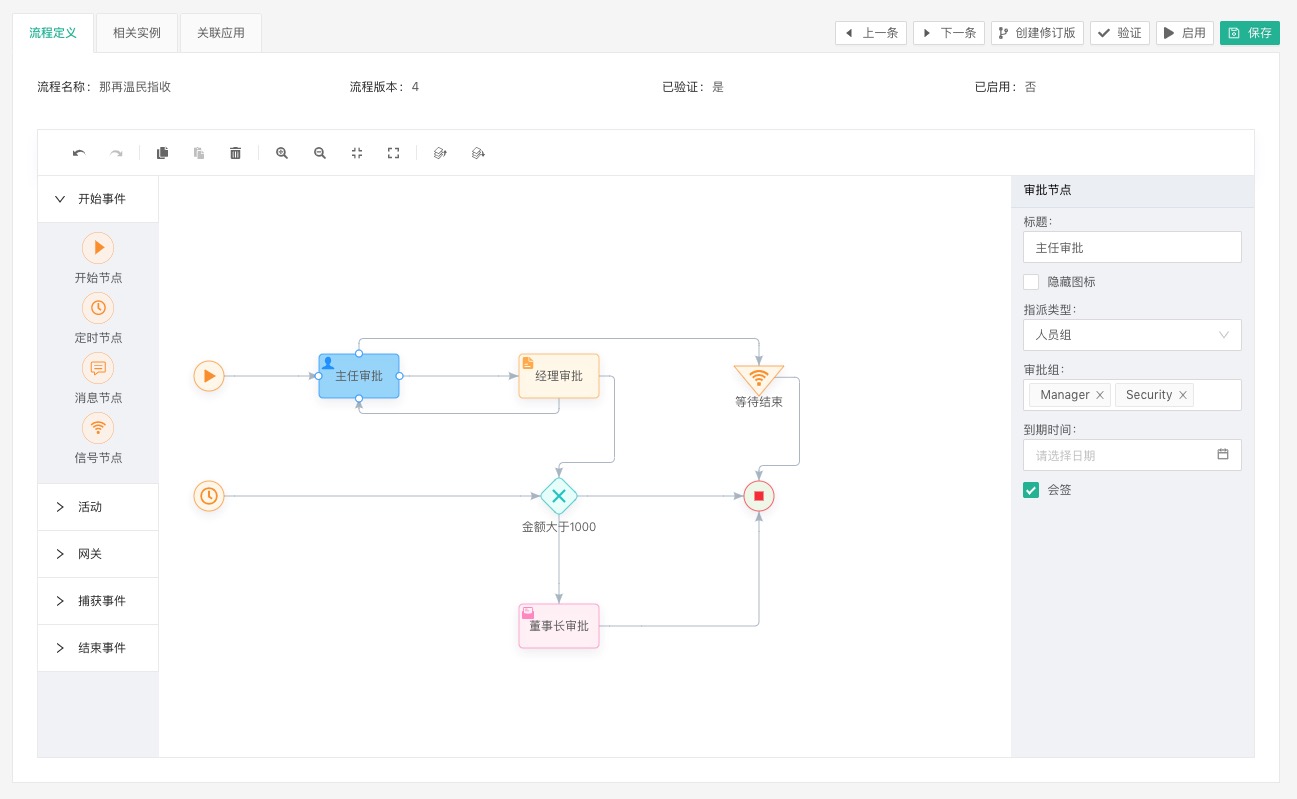 流程定义 相关实例 关联应用 上一条 下一条 创建修订版 验证 启用 保存
流程名称: 那再温民指收 流程版本: 4 已验证: 是 已启用: 否
开始事件
开始节点
定时节点
消息节点
信号节点
活动
网关
捕获事件
结束事件
主任审批 经理审批
等待结束
金额大于1000
董事长审批
审批节点
标题:
主任审批
隐藏图标
指派类型:
人员组
审批组:
Manager Security
到期时间:
请选择日期
会签